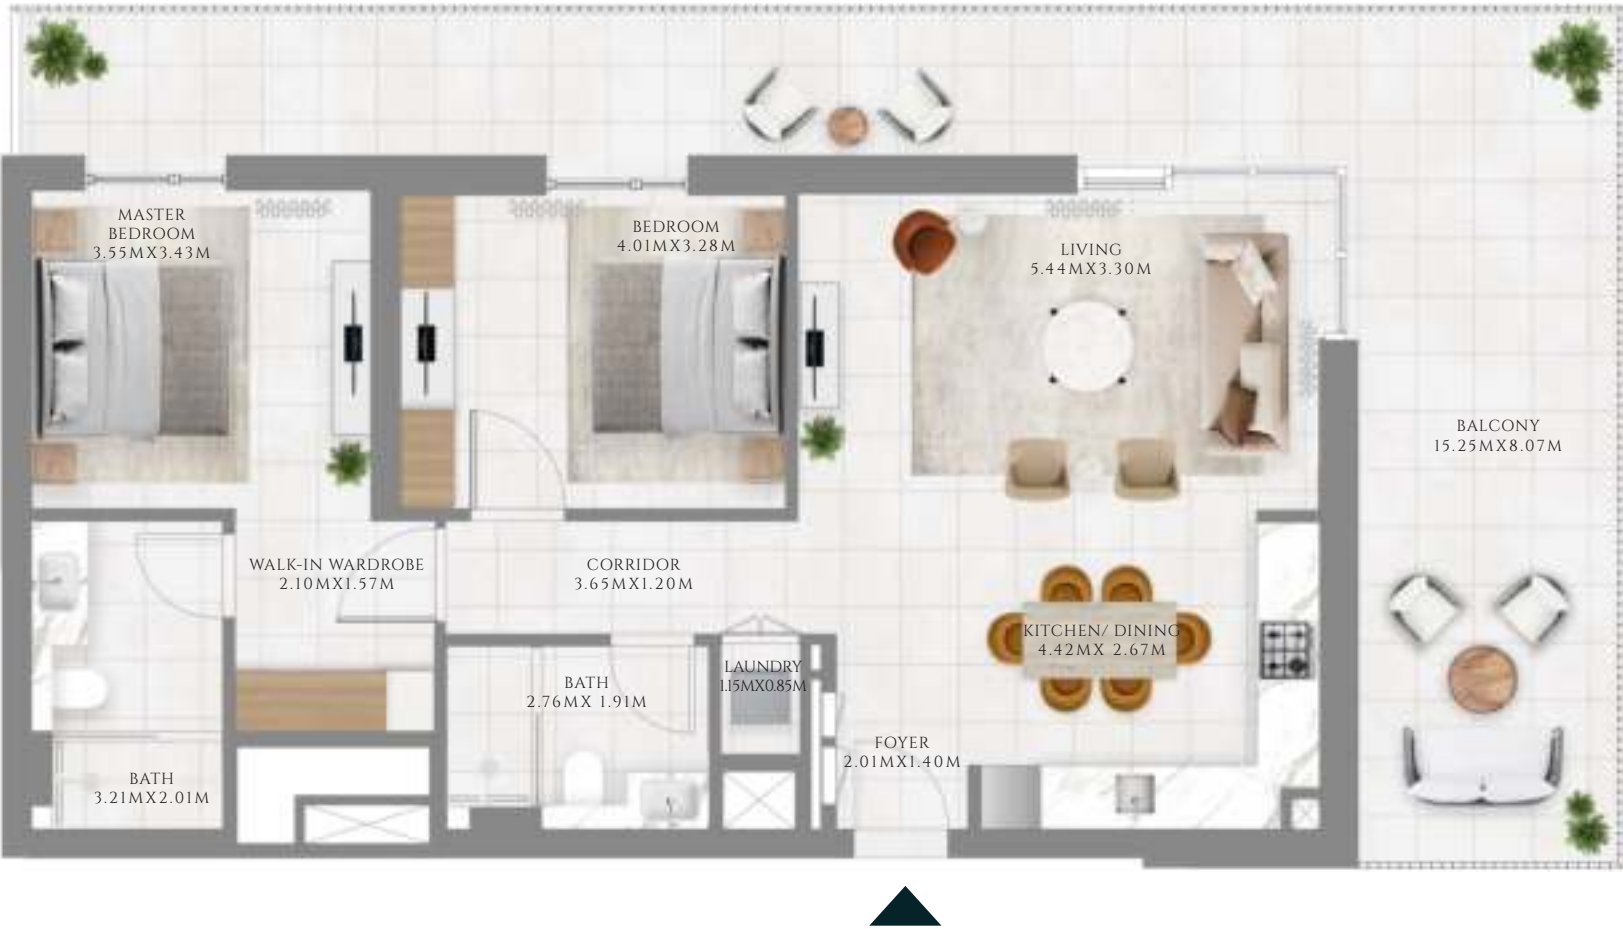 MASTER
BEDROOM
3.55MX3.43M
BEDROOM
4.01MX3.28M
LIVING
5.44MX3.30M
BALCONY
15.25MX8.07M
WALK-IN WARDROBE
2.10MX1.57M
CORRIDOR
3.65MX1.20M
KITCHEN/ DINING
4.42MX 2.67M
LAUNDRY
1.15MX0.85M
BATH
2.76MX 1.91M
FOYER
2.01MX1.40M
BATH
3.21MX2.01M